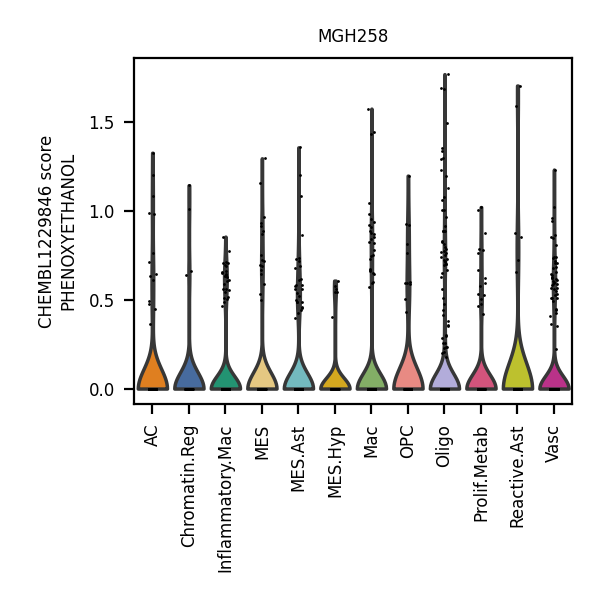 MGH258
CHEMBL1229846 score
PHENOXYETHANOL
1.5
1.0
0.5
0.0
AC
Chromatin.Reg
Inflammatory.Mac
MES
MES.Ast
MES.Hyp
Mac
OPC
Oligo
Prolif.Metab
Reactive.Ast
Vasc